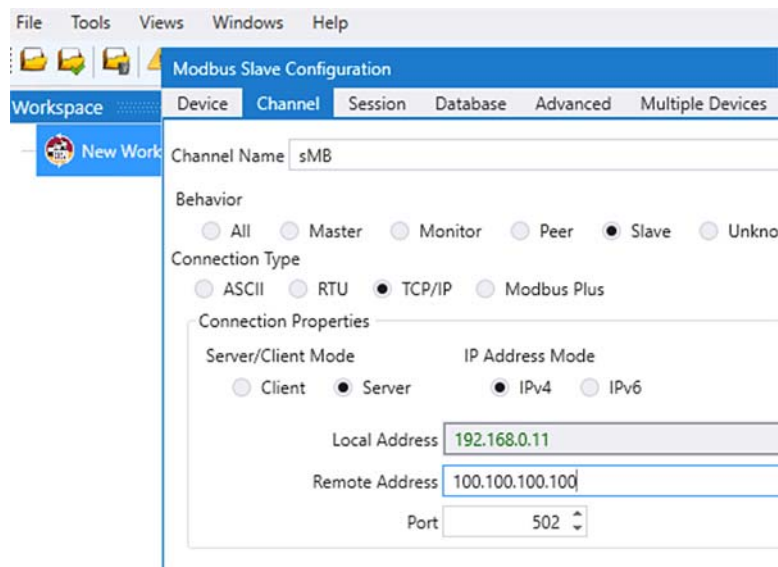 File Tools Views Windows Help
Modbus Slave Configuration
Workspace
Device Channel Session Database Advanced Multiple Devices
New Work
Channel Name sMB
Behavior
All Master Monitor Peer Slave Unkno
Connection Type
ASCII RTU TCP/IP Modbus Plus
Connection Properties
Server/Client Mode IP Address Mode
Client Server IPv4 IPv6
Local Address 192.168.0.11
Remote Address 100.100.100.100
Port 502